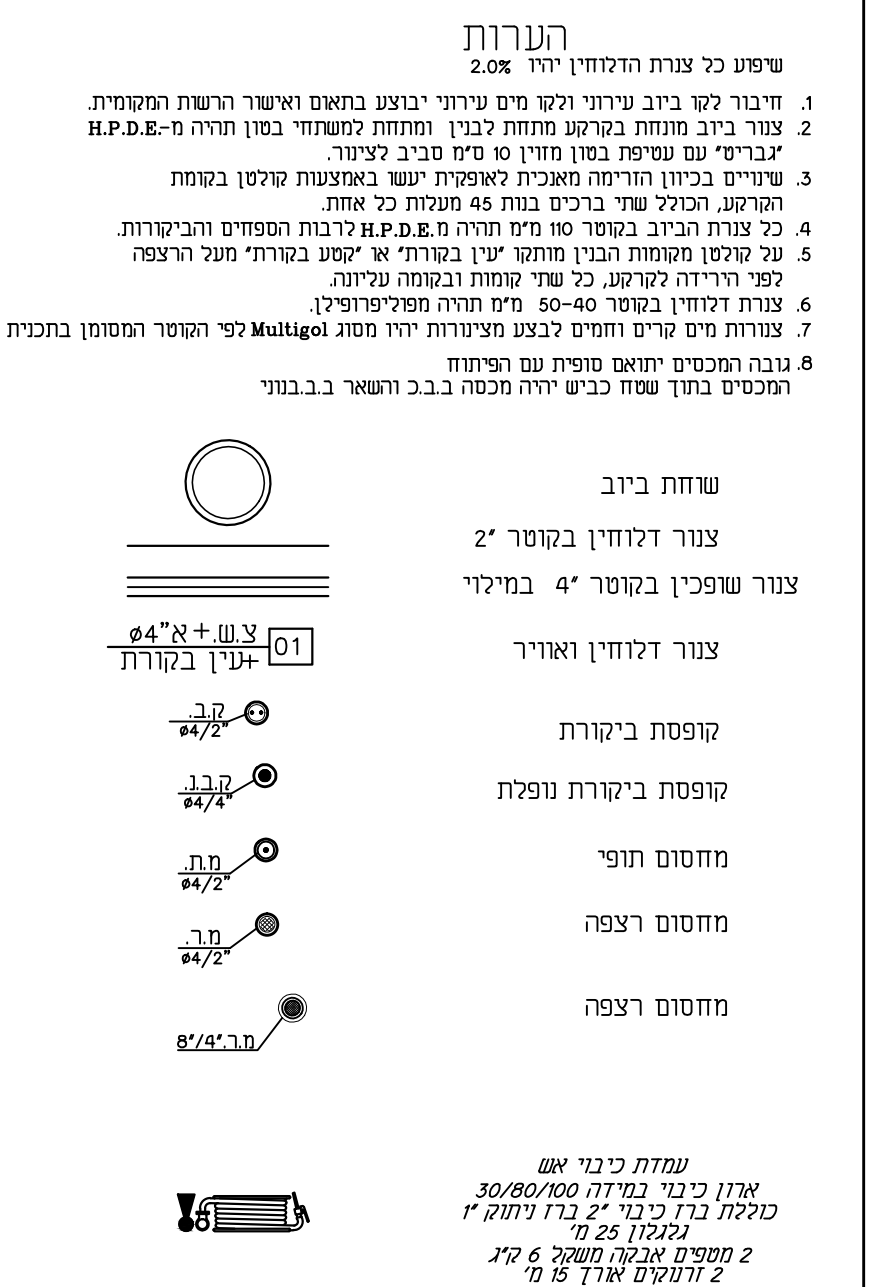 הערות
שיפוע כל צנרת הדלוחין יהיו 2.0%
1. חיבור לקו ביוב עירוני ולקו מים עירוני יבוצע בתאום ואישור הרשות המקומית.
2. צנור ביוב מונחת בקרקע מתחת לבנין ומתחת למשתחי בטון תהיה מ-H.P.D.E.
"גבריט" עם עטיפת בטון מזוין 10 ס"מ סביב לצינור.
3. שינויים בכיוון הזרימה מאנכית לאופקית יעשו באמצעות קולטן בקומת
הקרקע, הכולל שתי ברכים בנות 45 מעלות כל אחת.
4. כל צנרת הביוב בקוטר 110 מ"מ תהיה מ.H.P.D.E לרבות הספחים והביקורות.
5. על קולטן מקומות הבנין מותקו "עין בקורת" או "קטע בקורת" מעל הרצפה
לפני הירידה לקרקע, כל שתי קומות ובקומה עליונה.
6. צנרת דלוחין בקוטר 50-40 מ"מ תהיה מפוליפרופילן.
7. צנורות מים קרים וחמים לבצע מצינורות יהיו מסוג Multigol לפי הקוטר המסומן בתכנית
8. גובה המכסים יתואם סופית עם הפיתוח
המכסים בתוך שטח כביש יהיה מכסה ב.ב.כ והשאר ב.ב.בנוני
שוחת ביוב
צנור דלוחין בקוטר 2"
צנור שופכין בקוטר 4" במילוי
צנור דלוחין ואוויר
צ.ש.+א"4ø
01
+עין בקורת
קופסת ביקורת
ק.ב.
ø4/2"
קופסת ביקורת נופלת
ק.ב.נ.
ø4/4"
מחסום תופי
מ.ת.
ø4/2"
מחסום רצפה
מ.ר.
ø4/2"
מחסום רצפה
מ.ר.8"/4"
עמדת כיבוי אש
ארון כיבוי במידה 30/80/100
כוללת ברז כיבוי 2" ברז ניתוק 1"
גלגלון 25 מ'
2 מטפים אבקה משקל 6 ק"ג
2 זרנוקים אורך 15 מ'